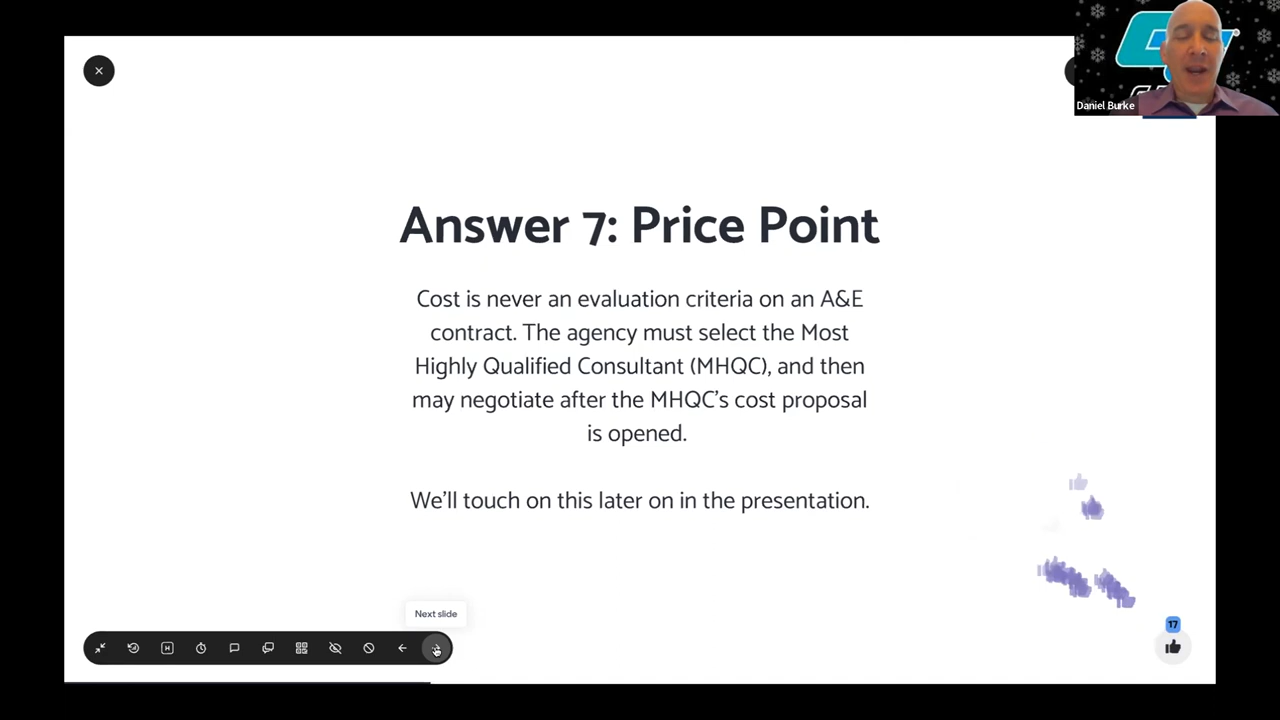 Daniel Burke
Answer 7: Price Point
Cost is never an evaluation criteria on an A&E
contract. The agency must select the Most
Highly Qualified Consultant (MHQC), and then
may negotiate after the MHQC’s cost proposal
is opened.
We’ll touch on this later on in the presentation.
Next slide
H
17